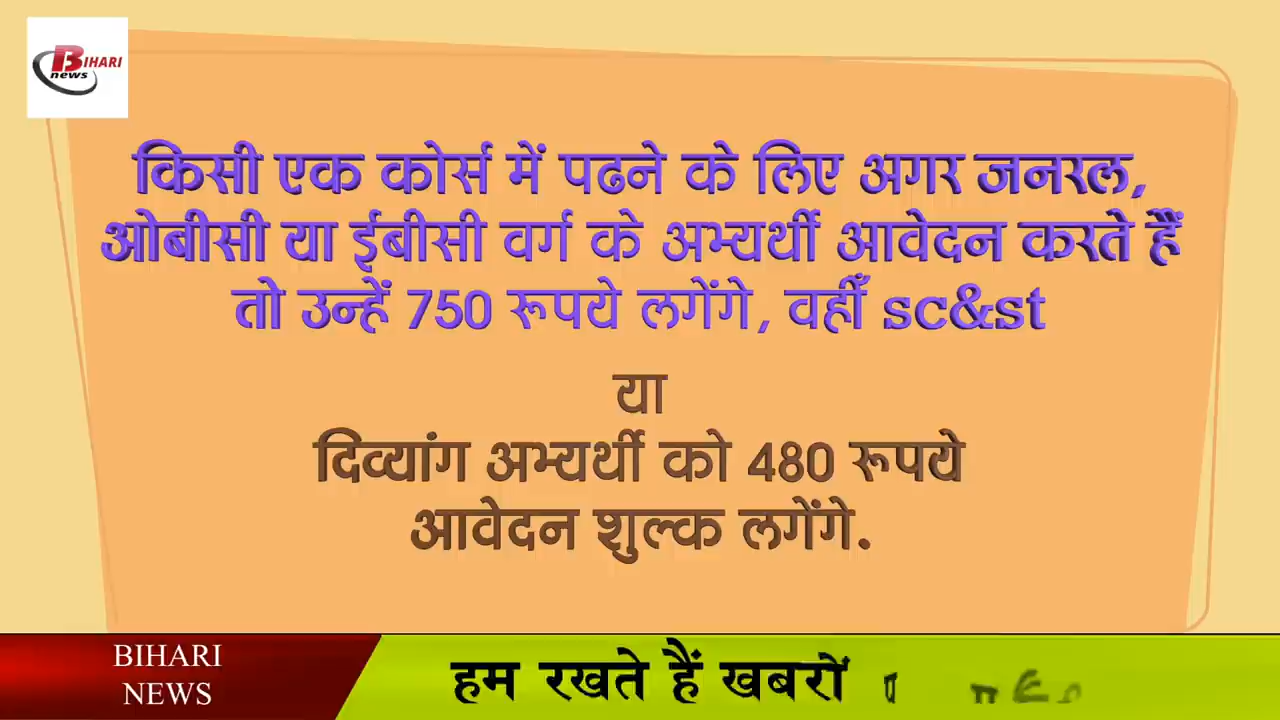 BIHARI
news
किसी एक कोर्स में पढने के लिए अगर जनरल,
ओबीसी या ईबीसी वर्ग के अभ्यर्थी आवेदन करते हैं
तो उन्हें 750 रूपये लगेंगे, वहीँ sc&st
या
दिव्यांग अभ्यर्थी को 480 रूपये
आवेदन शुल्क लगेंगे.
BIHARI
NEWS
हम रखते हैं खबरों